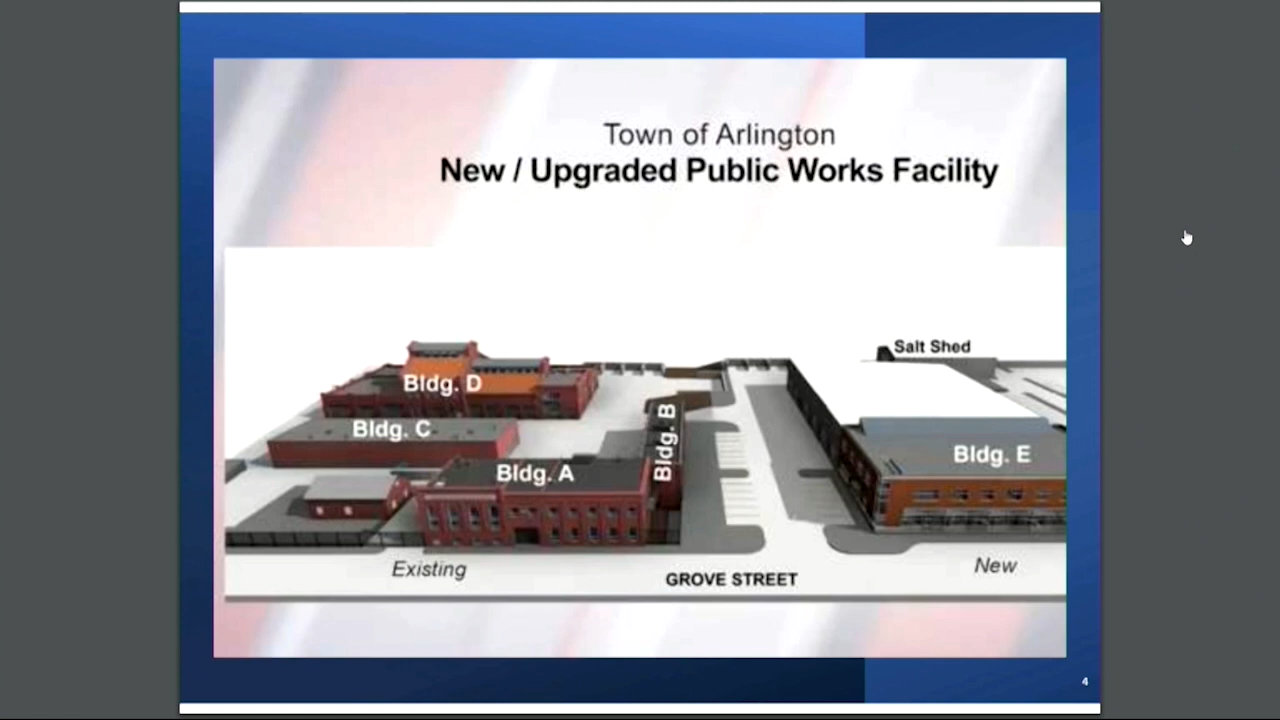 Town of Arlington
New / Upgraded Public Works Facility
Salt Shed
Bldg. D
Bldg. B
Bldg. C
Bldg. E
Bldg. A
Existing
New
GROVE STREET
4